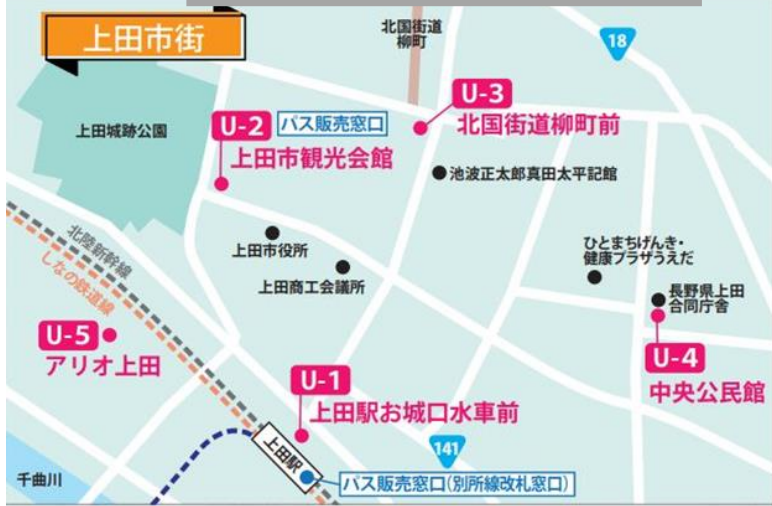 上田市街
北国街道
柳町
18
上田城跡公園
U-2
パス販売窓口
上田市観光会館
U-3
北国街道柳町前
池波正太郎真田太平記館
上田市役所
上田商工会議所
ひとまちげんき・
健康プラザうえだ
長野県上田
合同庁舎
北陸新幹線
しなの鉄道線
U-5
アリオ上田
U-1
上田駅お城口水車前
U-4
中央公民館
141
上田駅
パス販売窓口(別所線改札窓口)
千曲川